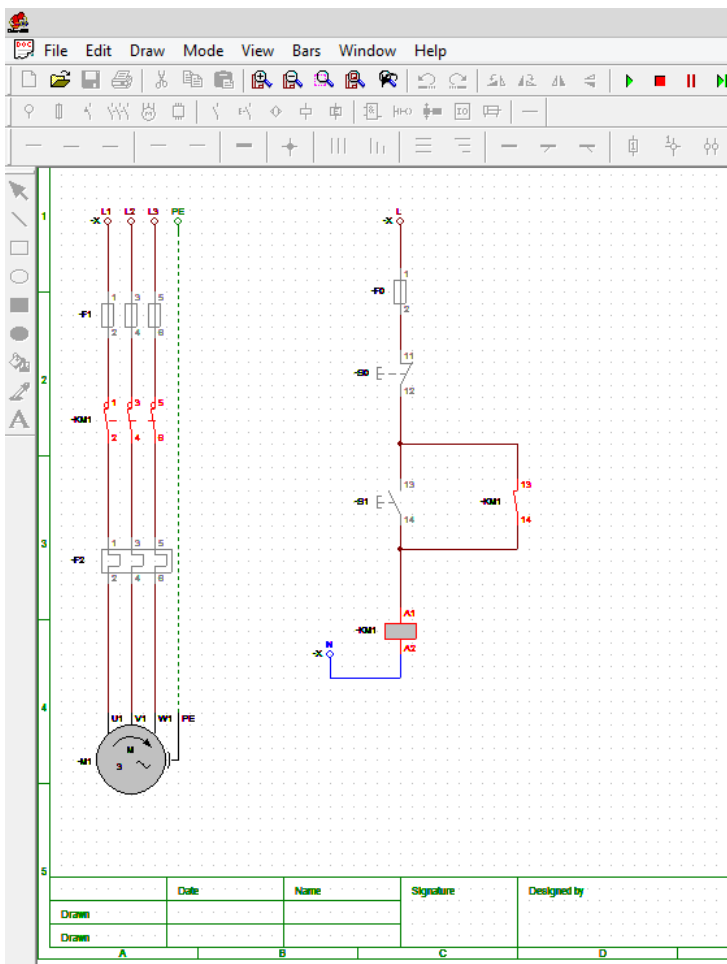 File Edit Draw Mode View Bars Window Help
1
L1 L2 L3 PE
-X
L
-X
1
-F0
2
1 3 5
-F1
2 4 6
11
-S0
12
2
1 3 5
-KM1
2 4 6
13
-S1
14
13
-KM1
14
3
1 3 5
-F2
2 4 6
A1
-KM1
A2
N
-X
4
U1 V1 W1 PE
M
-M1
3
5
Date Name Signature Designed by
Drawn
Drawn
A B C D